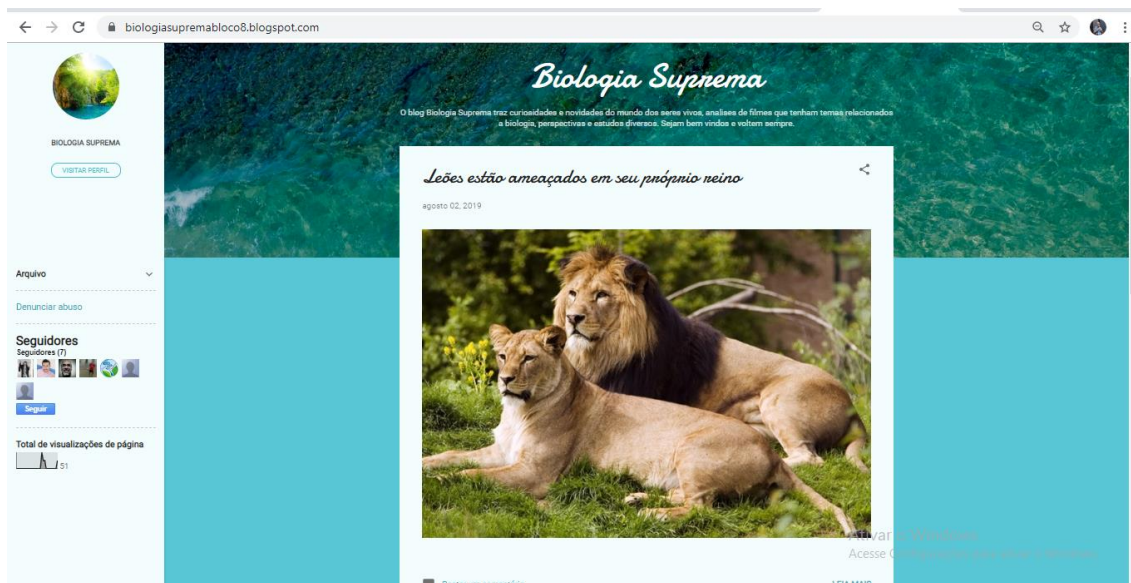 biologiasupremabloco8.blogspot.com
BIOLOGIA SUPREMA
VISITAR PERFIL
Arquivo
Denunciar abuso
Seguidores
Seguidores (7)
Seguir
Total de visualizações de página
51
Biologia Suprema
O blog Biologia Suprema traz curiosidades e novidades do mundo dos seres vivos, analises de filmes que tenham temas relacionados
a biologia, perspectivas e estudos diversos. Sejam bem vindos e voltem sempre.
Leões estão ameaçados em seu próprio reino
agosto 02, 2019
Acesse